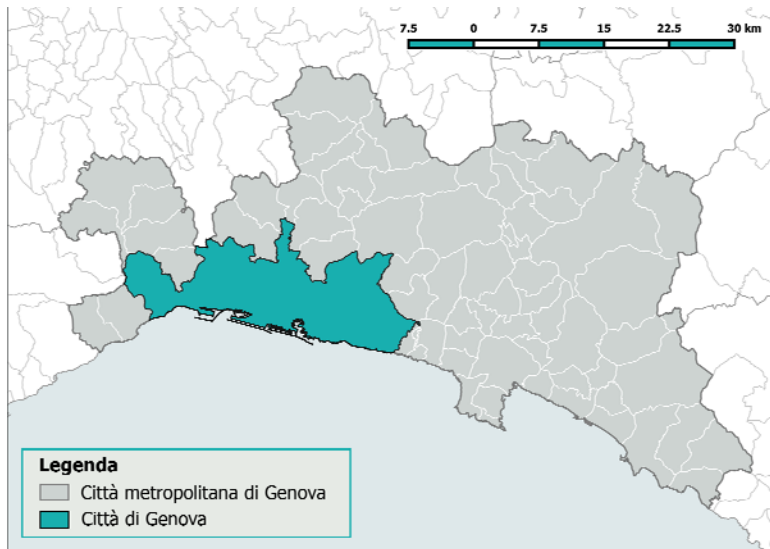 7.5 0 7.5 15 22.5 30 km
Legenda
Città metropolitana di Genova
Città di Genova